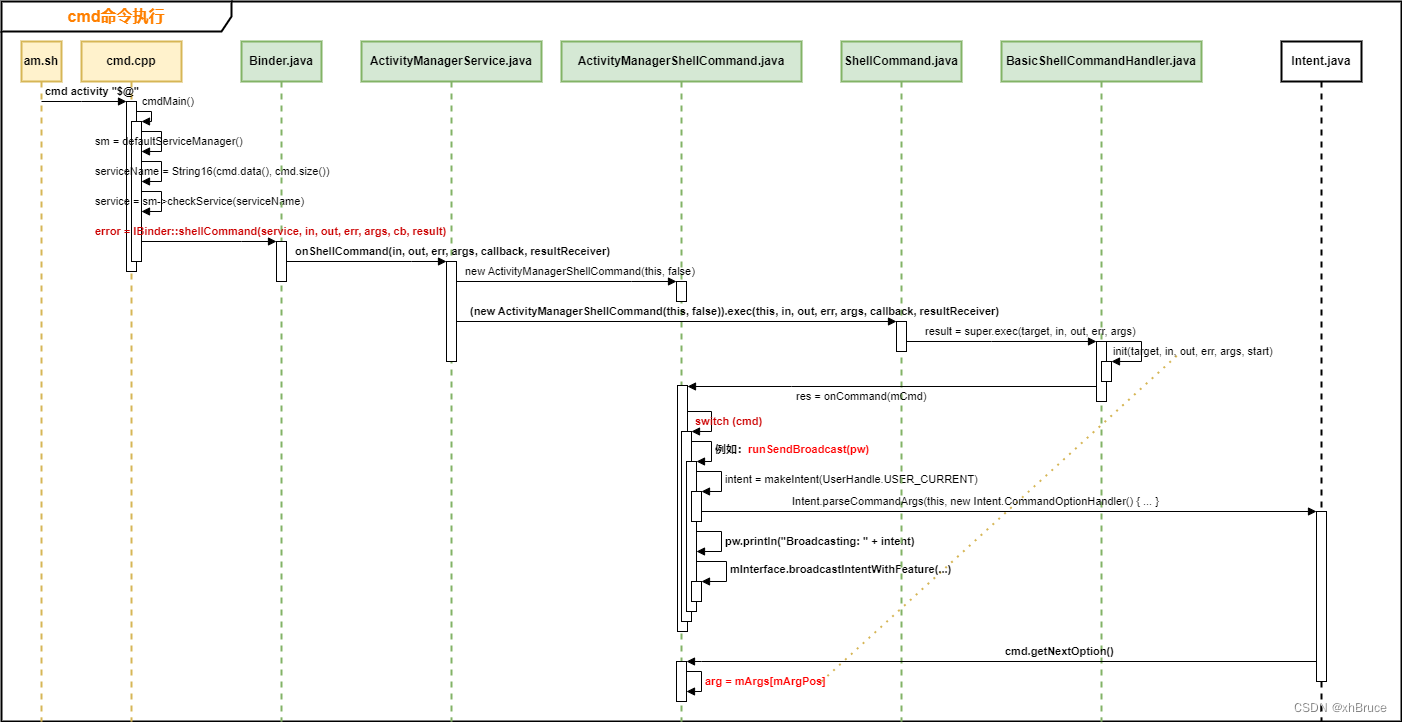 cmd命令执行
am.sh
cmd.cpp
Binder.java
ActivityManagerService.java
ActivityManagerShellCommand.java
ShellCommand.java
BasicShellCommandHandler.java
Intent.java
cmd activity "$@"
cmdMain()
sm = defaultServiceManager()
serviceName = String16(cmd.data(), cmd.size())
service = sm->checkService(serviceName)
error = IBinder::shellCommand(service, in, out, err, args, cb, result)
onShellCommand(in, out, err, args, callback, resultReceiver)
new ActivityManagerShellCommand(this, false)
(new ActivityManagerShellCommand(this, false)).exec(this, in, out, err, args, callback, resultReceiver)
result = super.exec(target, in, out, err, args)
init(target, in, out, err, args, start)
res = onCommand(mCmd)
switch (cmd)
例如：runSendBroadcast(pw)
intent = makeIntent(UserHandle.USER_CURRENT)
Intent.parseCommandArgs(this, new Intent.CommandOptionHandler() { ... }
pw.println("Broadcasting: " + intent)
mInterface.broadcastIntentWithFeature(...)
cmd.getNextOption()
arg = mArgs[mArgPos]
CSDN @xhBruce